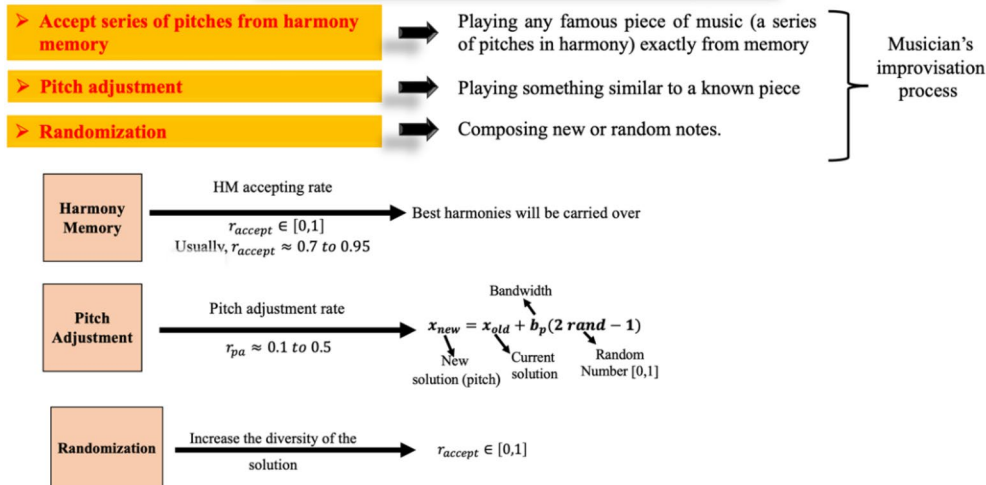 ➢ Accept series of pitches from harmony
memory
Playing any famous piece of music (a series
of pitches in harmony) exactly from memory
➢ Pitch adjustment
Playing something similar to a known piece
➢ Randomization
Composing new or random notes.
Musician's
improvisation
process
Harmony
Memory
HM accepting rate
r_accept ∈ [0,1]
Usually, r_accept ≈ 0.7 to 0.95
Best harmonies will be carried over
Pitch
Adjustment
Pitch adjustment rate
r_pa ≈ 0.1 to 0.5
Bandwidth
x_new = x_old + b_p(2 rand − 1)
New
solution (pitch)
Current
solution
Random
Number [0,1]
Randomization
Increase the diversity of the
solution
r_accept ∈ [0,1]